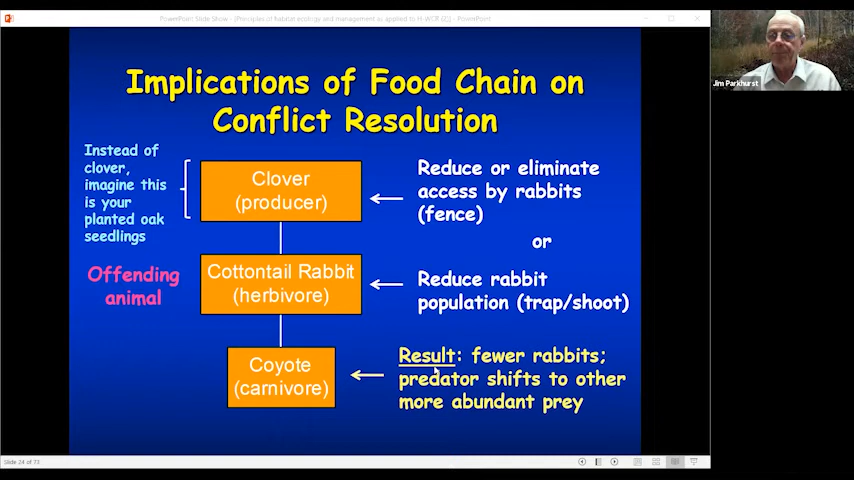 PowerPoint Slide Show - [Principles of habitat ecology and management as applied to H-WCR (2)] - PowerPoint
Jim Parkhurst
Implications of Food Chain on
Conflict Resolution
Instead of
clover,
imagine this
is your
planted oak
seedlings
Clover
(producer)
Reduce or eliminate
access by rabbits
(fence)
or
Offending
animal
Cottontail Rabbit
(herbivore)
Reduce rabbit
population (trap/shoot)
Coyote
(carnivore)
Result: fewer rabbits;
predator shifts to other
more abundant prey
Slide 24 of 73